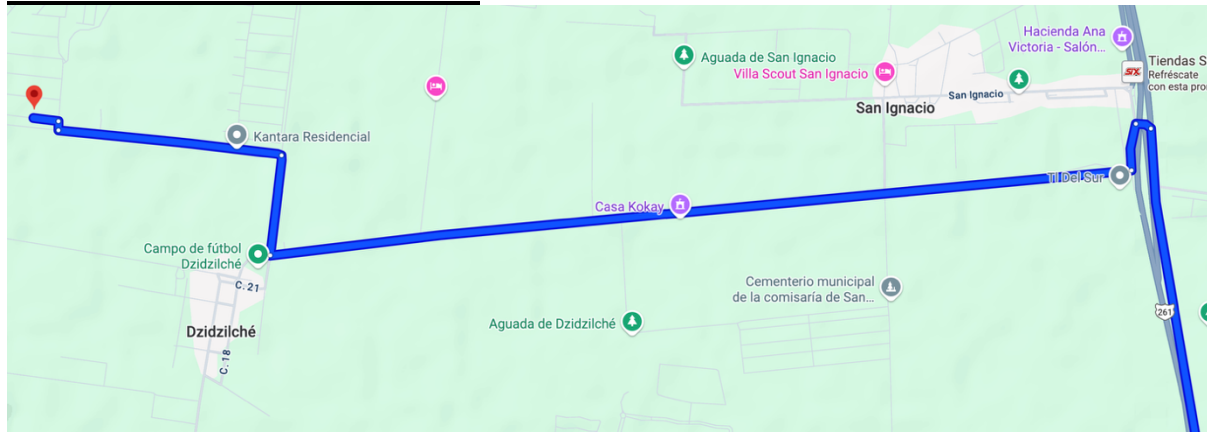 Hacienda Ana
Victoria - Salón...
Aguada de San Ignacio
Villa Scout San Ignacio
Tiendas S
Refréscate
con esta pro
San Ignacio
San Ignacio
Kantara Residencial
TI Del Sur
Casa Kokay
Campo de fútbol
Dzidzilché
C. 21
Cementerio municipal
de la comisaría de San...
261
Aguada de Dzidzilché
Dzidzilché
C. 18